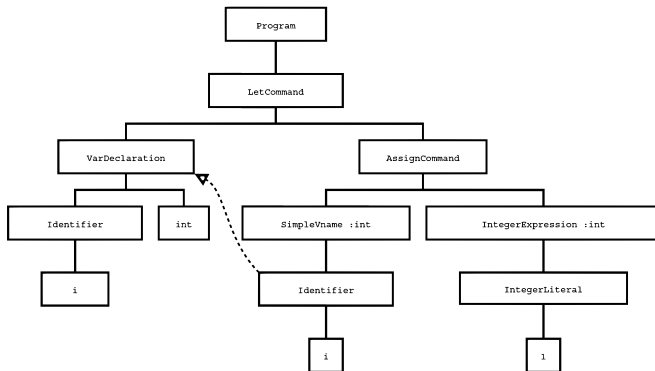 Program
LetCommand
VarDeclaration
AssignCommand
Identifier
int
SimpleVname :int
IntegerExpression :int
i
Identifier
IntegerLiteral
i
1